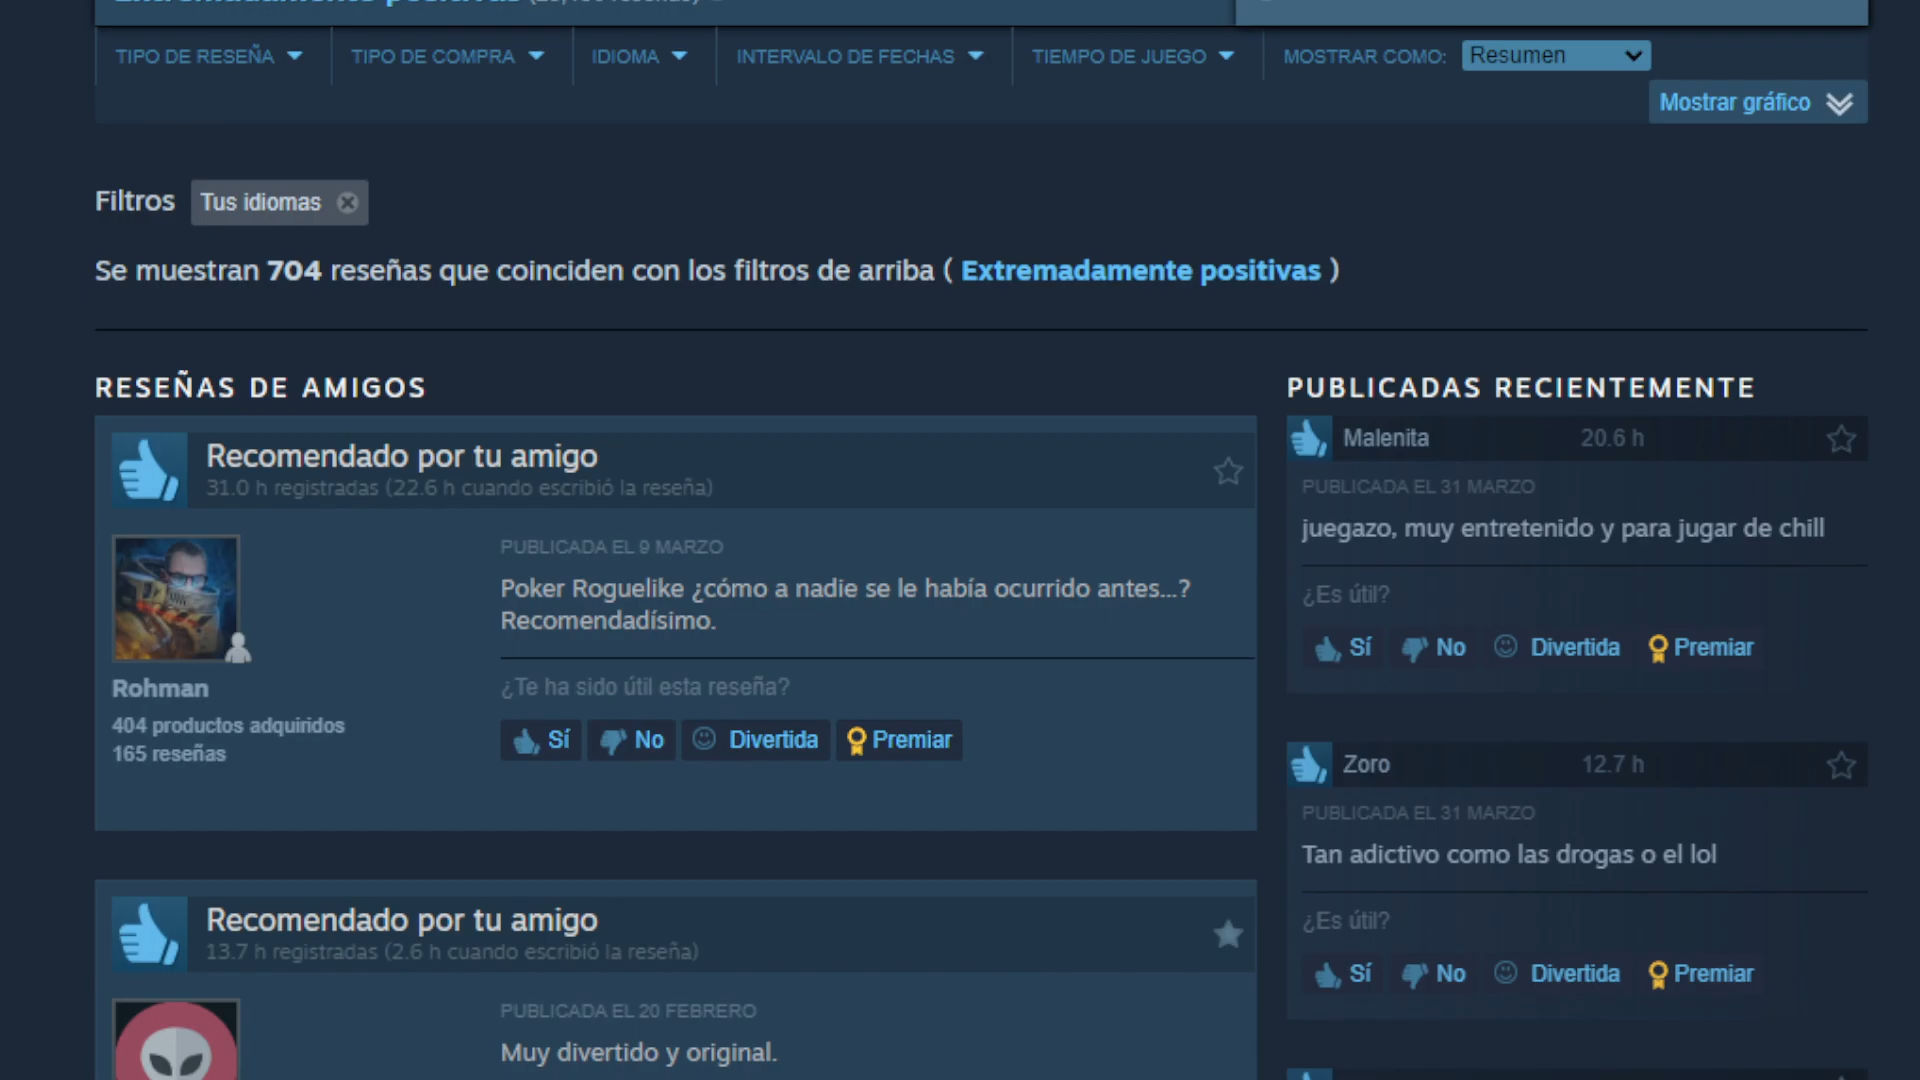 TIPO DE RESEÑA
TIPO DE COMPRA
IDIOMA
INTERVALO DE FECHAS
TIEMPO DE JUEGO
MOSTRAR COMO:
Resumen
Mostrar gráfico
Filtros
Tus idiomas
Se muestran 704 reseñas que coinciden con los filtros de arriba ( Extremadamente positivas )
RESEÑAS DE AMIGOS
Recomendado por tu amigo
31.0 h registradas (22.6 h cuando escribió la reseña)
PUBLICADA EL 9 MARZO
Poker Roguelike ¿cómo a nadie se le había ocurrido antes...?
Recomendadísimo.
Rohman
404 productos adquiridos
165 reseñas
¿Te ha sido útil esta reseña?
Sí
No
Divertida
Premiar
Recomendado por tu amigo
13.7 h registradas (2.6 h cuando escribió la reseña)
PUBLICADA EL 20 FEBRERO
Muy divertido y original.
PUBLICADAS RECIENTEMENTE
Malenita
20.6 h
PUBLICADA EL 31 MARZO
juegazo, muy entretenido y para jugar de chill
¿Es útil?
Sí
No
Divertida
Premiar
Zoro
12.7 h
PUBLICADA EL 31 MARZO
Tan adictivo como las drogas o el lol
¿Es útil?
Sí
No
Divertida
Premiar